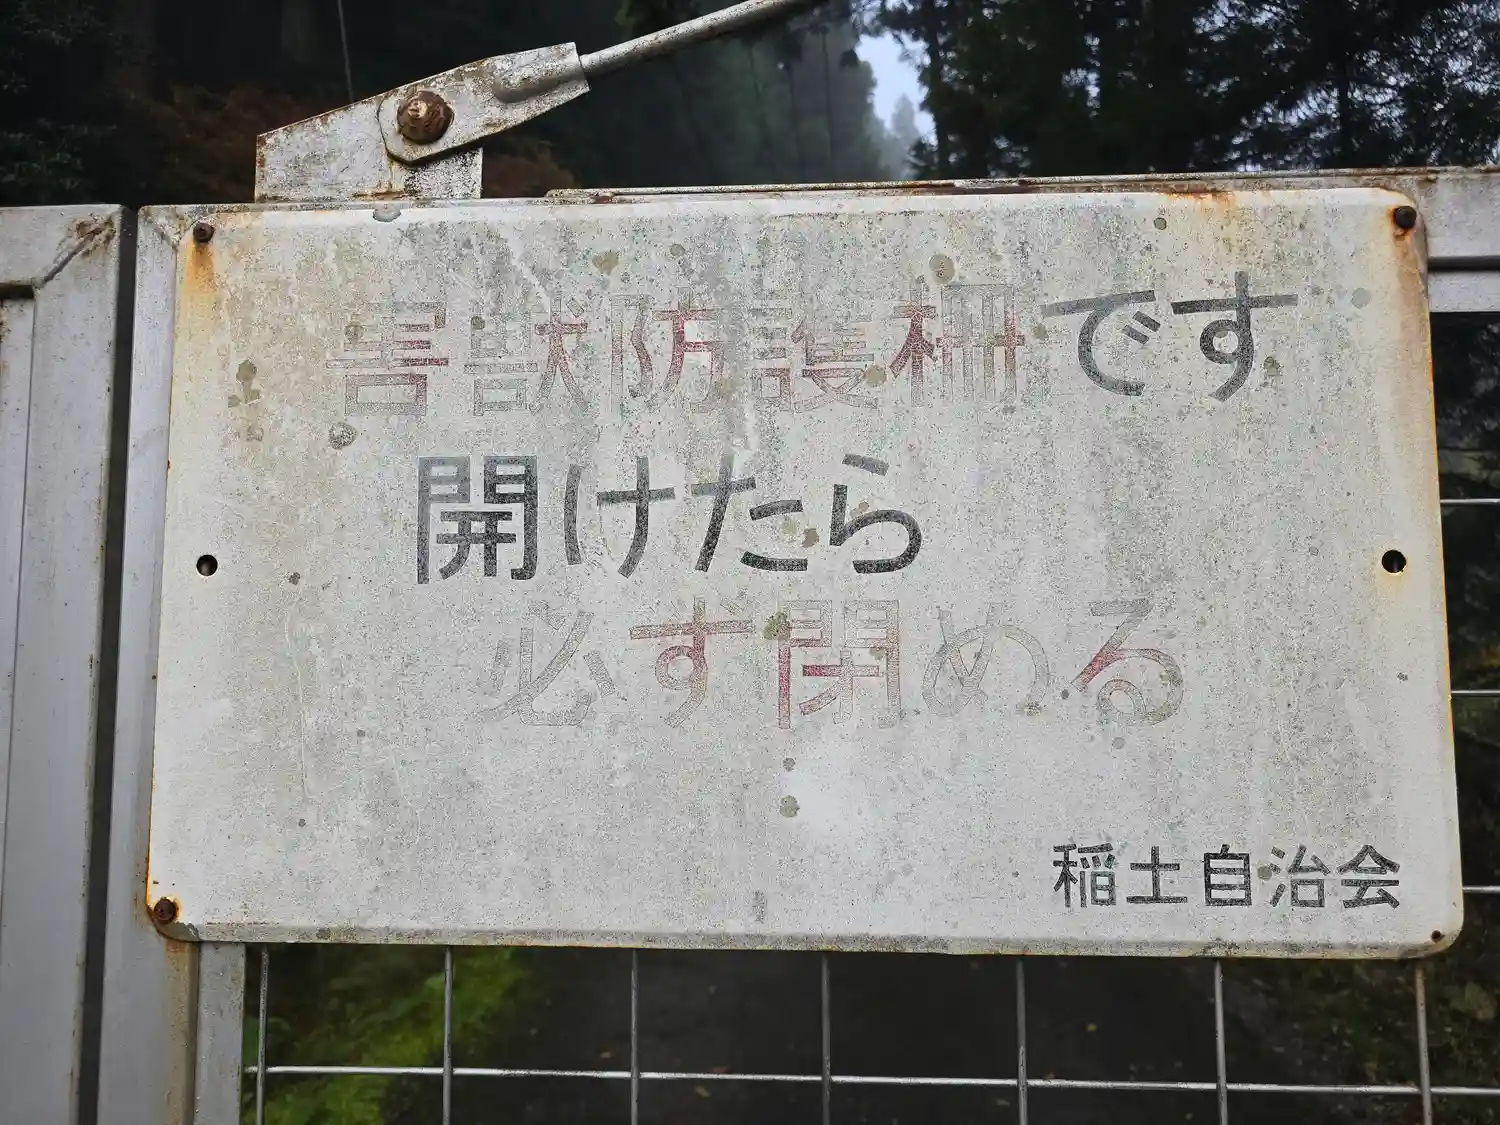 害獣防護柵です
開けたら
必す閉める
稲土自治会